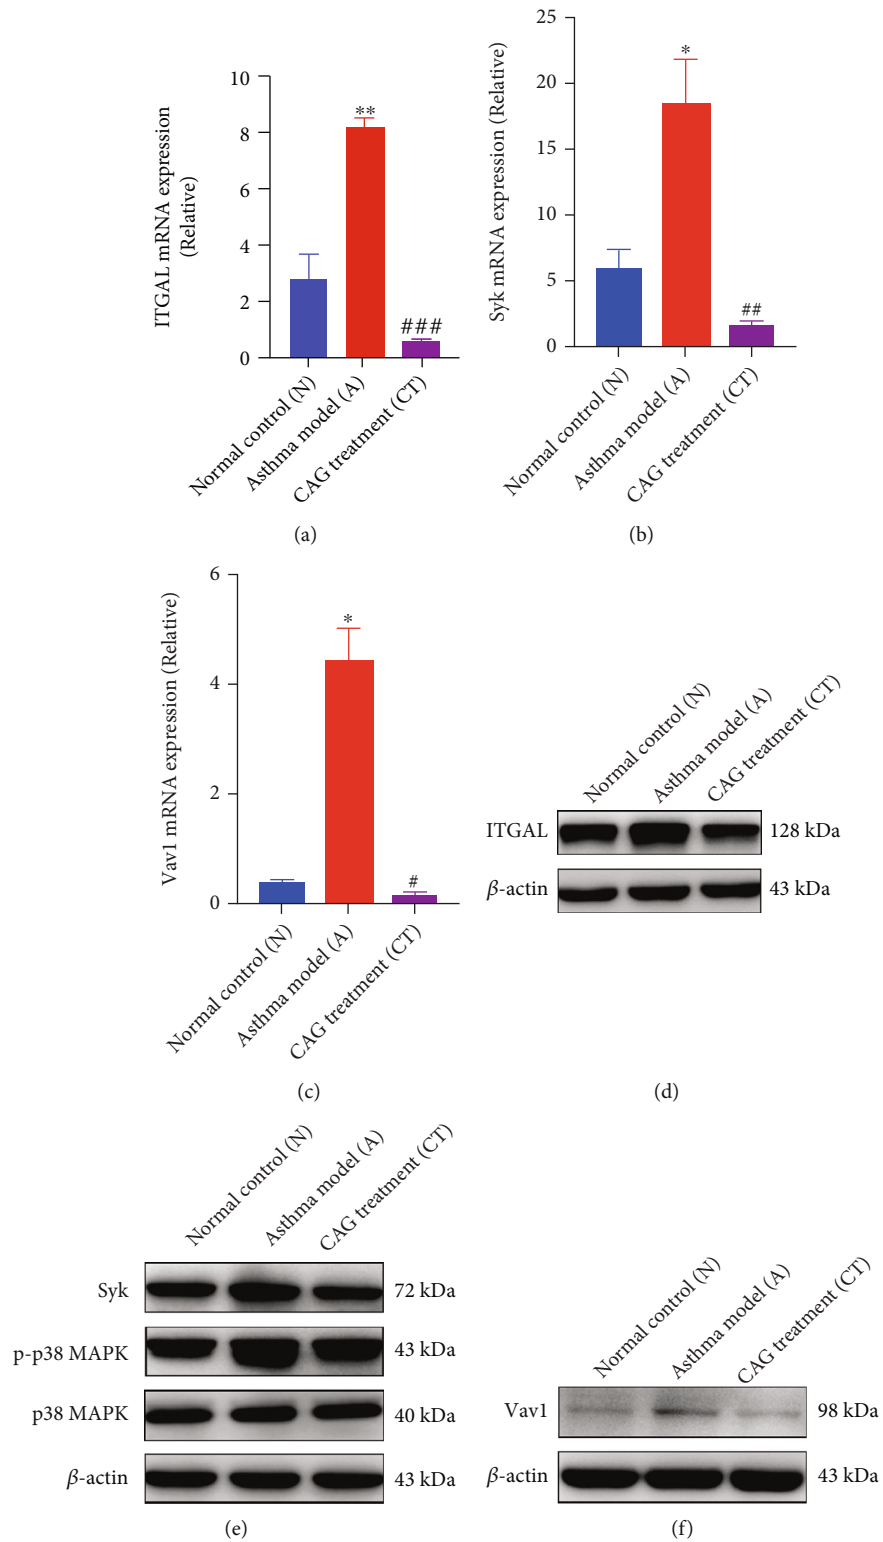 ITGAL mRNA expression
(Relative)
10
8
6
4
2
0
**
###
Normal control (N)
Asthma model (A)
CAG treatment (CT)
(a)
Syk mRNA expression (Relative)
25
20
15
10
5
0
*
##
Normal control (N)
Asthma model (A)
CAG treatment (CT)
(b)
Vav1 mRNA expression (Relative)
6
4
2
0
*
#
Normal control (N)
Asthma model (A)
CAG treatment (CT)
(c)
Normal control (N)
Asthma model (A)
CAG treatment (CT)
ITGAL 128 kDa
β-actin 43 kDa
(d)
Normal control (N)
Asthma model (A)
CAG treatment (CT)
Syk 72 kDa
p-p38 MAPK 43 kDa
p38 MAPK 40 kDa
β-actin 43 kDa
(e)
Normal control (N)
Asthma model (A)
CAG treatment (CT)
Vav1 98 kDa
β-actin 43 kDa
(f)